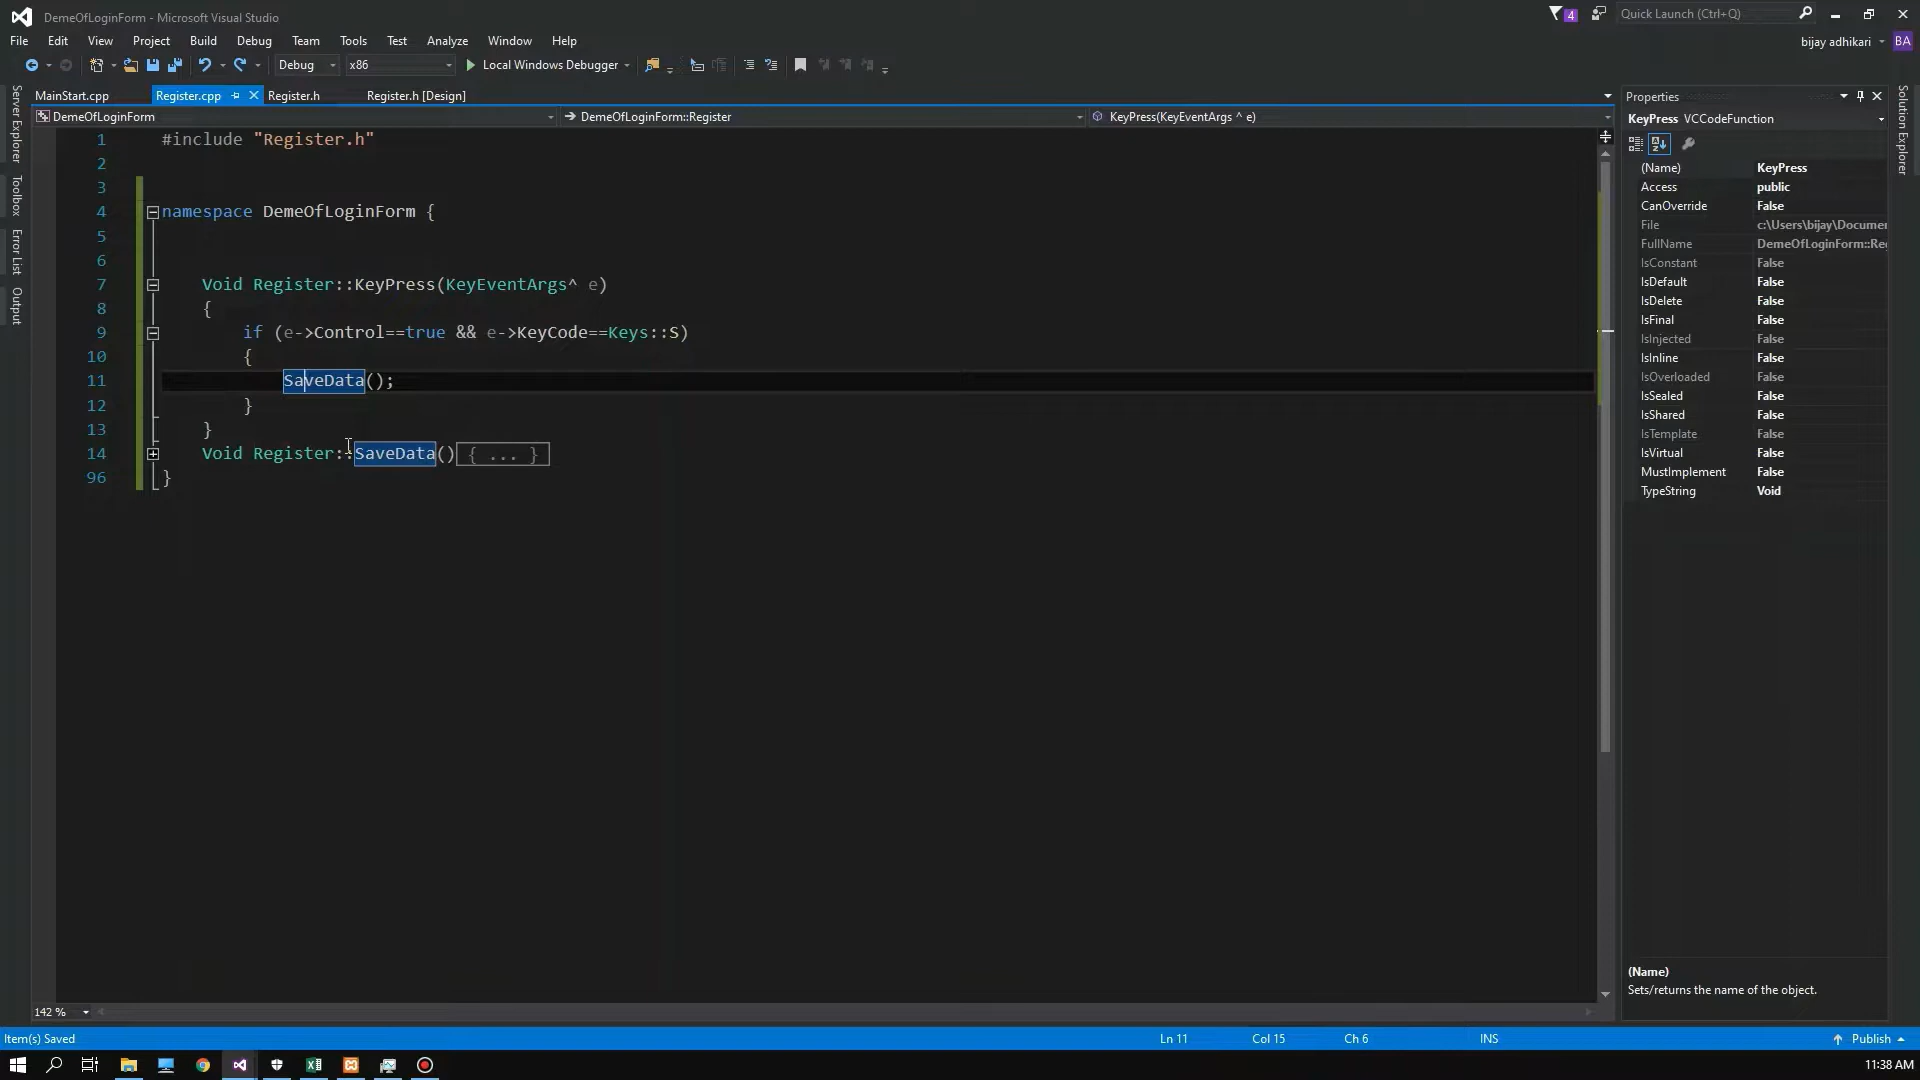 DemeOfLoginForm - Microsoft Visual Studio
4
Quick Launch (Ctrl+Q)
File Edit View Project Build Debug Team Tools Test Analyze Window Help
bijay adhikari BA
Debug x86 Local Windows Debugger
MainStart.cpp Register.cpp Register.h Register.h [Design]
DemeOfLoginForm DemeOfLoginForm::Register KeyPress(KeyEventArgs ^ e)
Server Explorer
Toolbox
Error List
Output
1 #include "Register.h"
2
3
4 namespace DemeOfLoginForm {
5
6
7 Void Register::KeyPress(KeyEventArgs^ e)
8 {
9 if (e->Control==true && e->KeyCode==Keys::S)
10 {
11 SaveData();
12 }
13 }
14 Void Register::SaveData(){ ... }
96 }
Properties
KeyPress VCCodeFunction
(Name) KeyPress
Access public
CanOverride False
File c:\Users\bijay\Documen
FullName DemeOfLoginForm::Re
IsConstant False
IsDefault False
IsDelete False
IsFinal False
IsInjected False
IsInline False
IsOverloaded False
IsSealed False
IsShared False
IsTemplate False
IsVirtual False
MustImplement False
TypeString Void
(Name)
Sets/returns the name of the object.
Solution Explorer
142 %
Item(s) Saved Ln 11 Col 15 Ch 6 INS Publish
11:38 AM